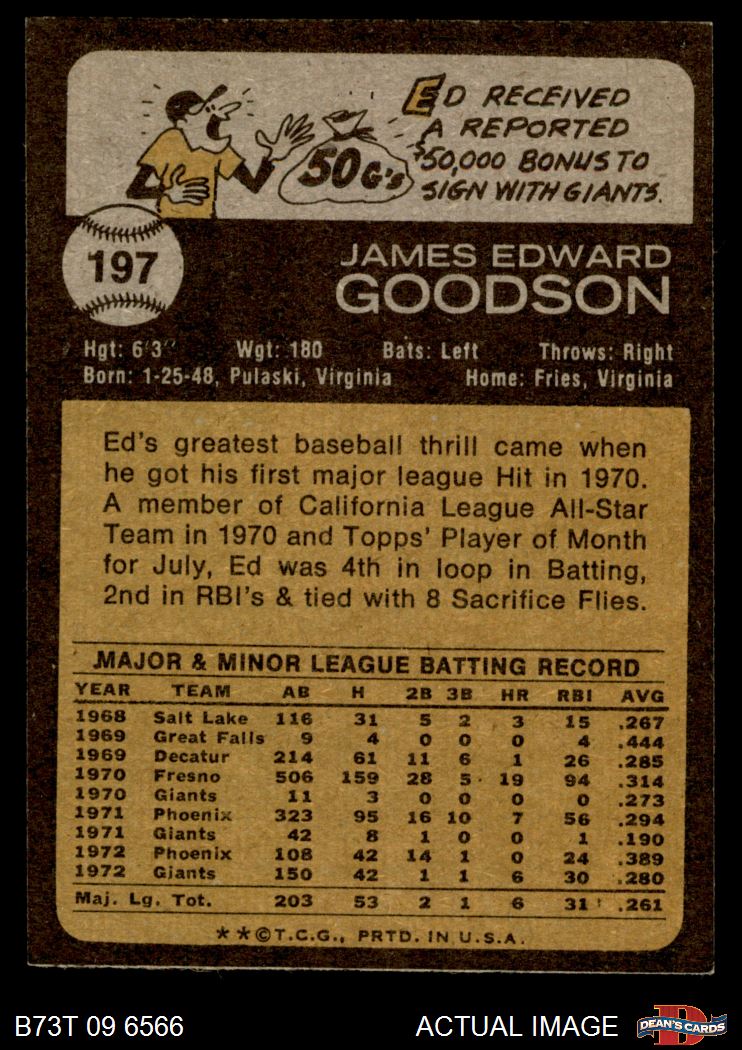 ED RECEIVED
A REPORTED
$50,000 BONUS TO
SIGN WITH GIANTS.
50 G's
197
JAMES EDWARD
GOODSON
Hgt: 6'3" Wgt: 180 Bats: Left Throws: Right
Born: 1-25-48, Pulaski, Virginia Home: Fries, Virginia
Ed's greatest baseball thrill came when
he got his first major league Hit in 1970.
A member of California League All-Star
Team in 1970 and Topps' Player of Month
for July, Ed was 4th in loop in Batting,
2nd in RBI's & tied with 8 Sacrifice Flies.
MAJOR & MINOR LEAGUE BATTING RECORD
YEAR TEAM AB H 2B 3B HR RBI AVG
1968 Salt Lake 116 31 5 2 3 15 .267
1969 Great Falls 9 4 0 0 0 4 .444
1969 Decatur 214 61 11 6 1 26 .285
1970 Fresno 506 159 28 5 19 94 .314
1970 Giants 11 3 0 0 0 0 .273
1971 Phoenix 323 95 16 10 7 56 .294
1971 Giants 42 8 1 0 0 1 .190
1972 Phoenix 108 42 14 1 0 24 .389
1972 Giants 150 42 1 1 6 30 .280
Maj. Lg. Tot. 203 53 2 1 6 31 .261
**©T.C.G., PRTD. IN U.S.A.
B73T 09 6566 ACTUAL IMAGE DEAN'S CARDS